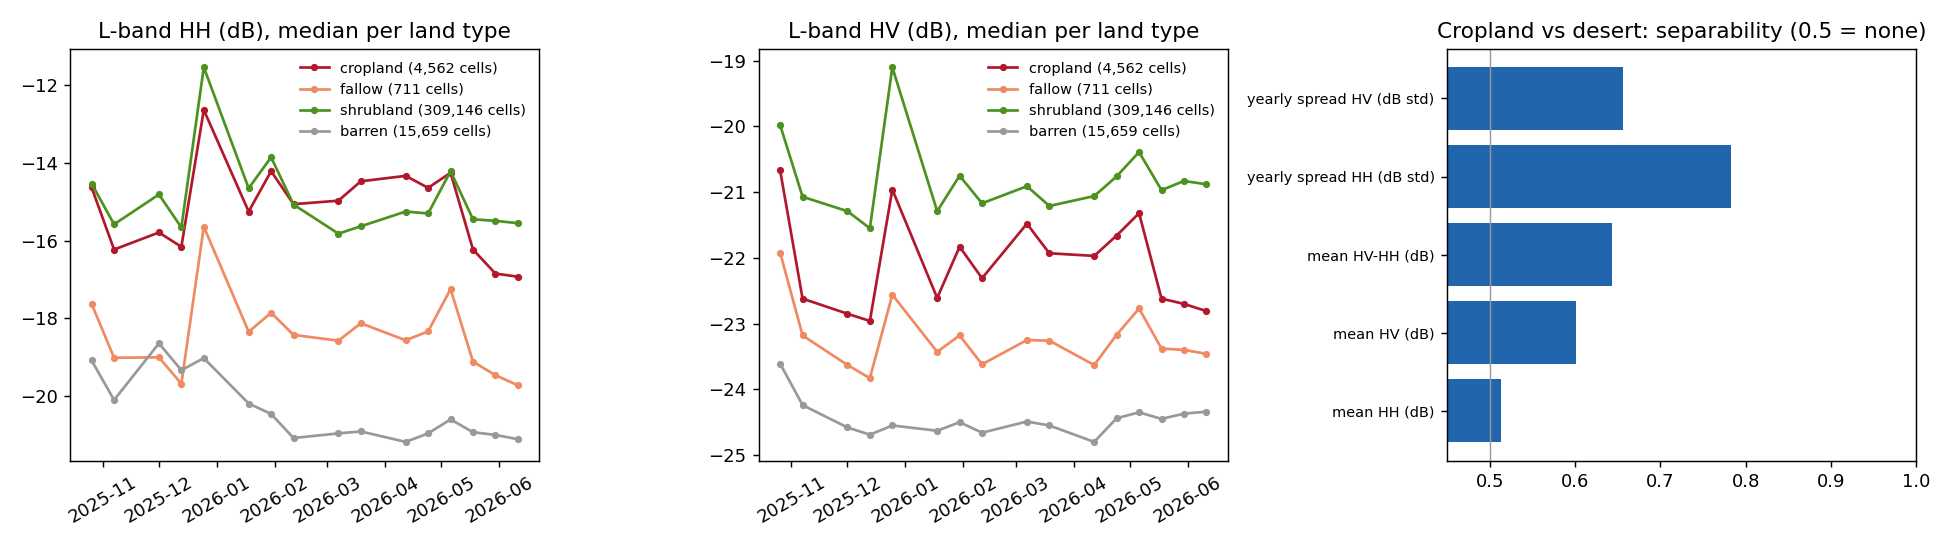 L-band HH (dB), median per land type
−12
−14
−16
−18
−20
cropland (4,562 cells)
fallow (711 cells)
shrubland (309,146 cells)
barren (15,659 cells)
2025-11
2025-12
2026-01
2026-02
2026-03
2026-04
2026-05
2026-06
L-band HV (dB), median per land type
−19
−20
−21
−22
−23
−24
−25
cropland (4,562 cells)
fallow (711 cells)
shrubland (309,146 cells)
barren (15,659 cells)
2025-11
2025-12
2026-01
2026-02
2026-03
2026-04
2026-05
2026-06
Cropland vs desert: separability (0.5 = none)
yearly spread HV (dB std)
yearly spread HH (dB std)
mean HV-HH (dB)
mean HV (dB)
mean HH (dB)
0.5
0.6
0.7
0.8
0.9
1.0